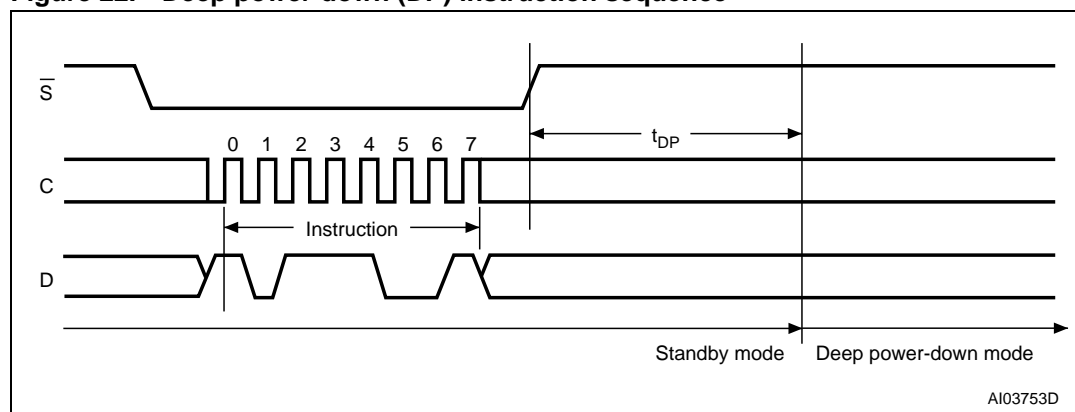 Figure 22. Deep power-down (DP) instruction sequence
S
0 1 2 3 4 5 6 7
tDP
C
Instruction
D
Standby mode
Deep power-down mode
AI03753D